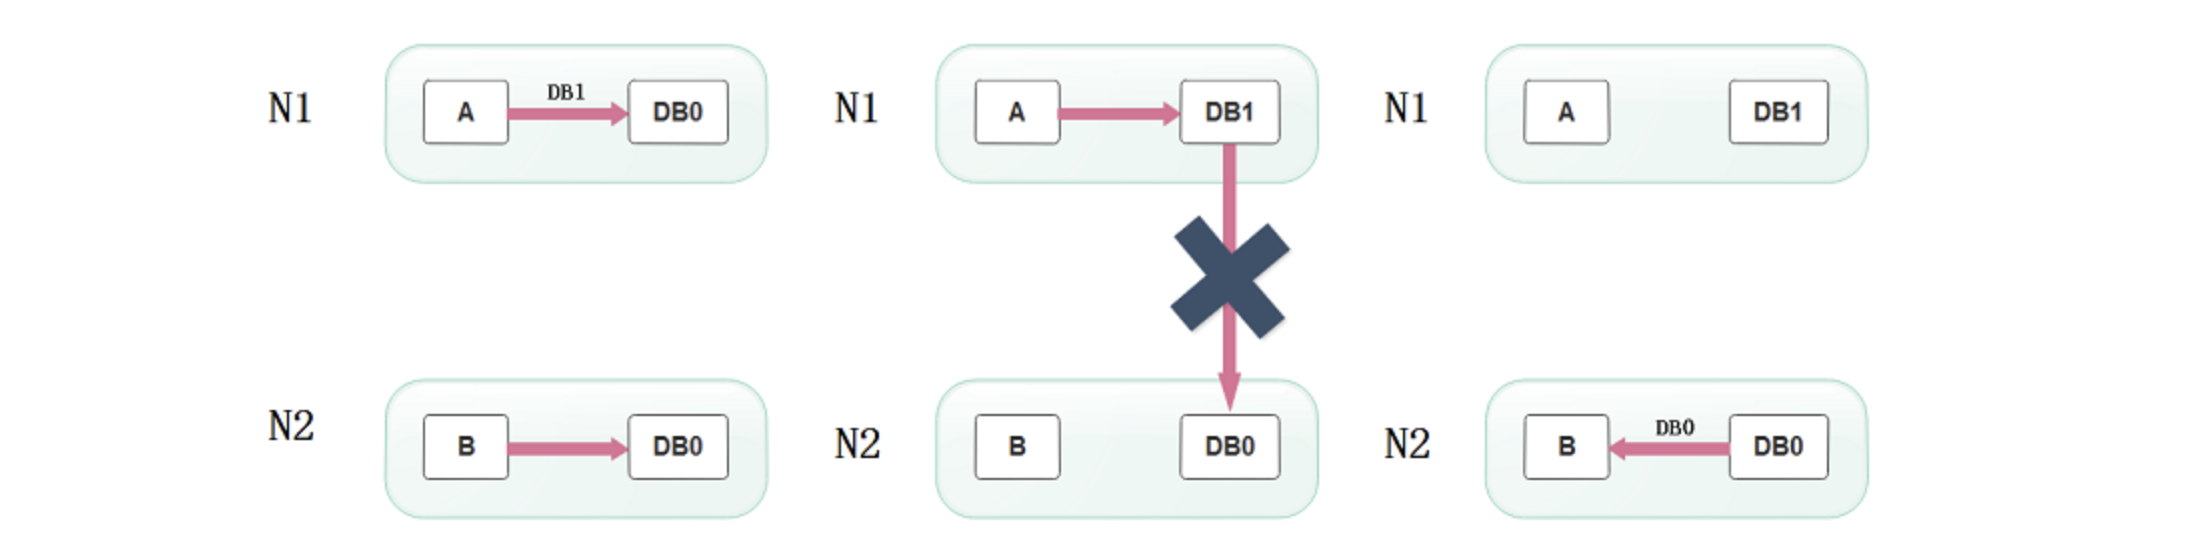 N1 A DB1 DB0 N1 A DB1 N1 A DB1
N2 B DB0 N2 B DB0 N2 B DB0 DB0